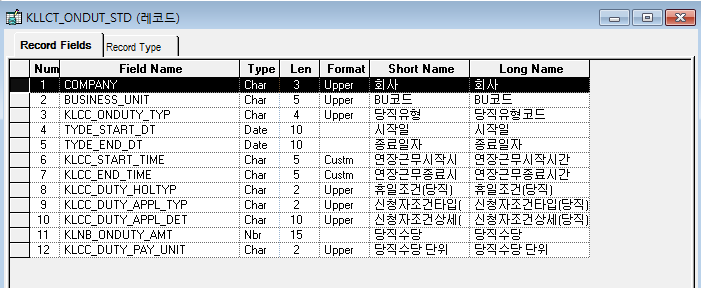 KLLCT_ONDUT_STD (레코드)
Record Fields Record Type
Num Field Name Type Len Format Short Name Long Name
1 COMPANY Char 3 Upper 회사 회사
2 BUSINESS_UNIT Char 5 Upper BU코드 BU코드
3 KLCC_ONDUTY_TYP Char 4 Upper 당직유형 당직유형코드
4 TYDE_START_DT Date 10 시작일 시작일
5 TYDE_END_DT Date 10 종료일자 종료일자
6 KLCC_START_TIME Char 5 Custm 연장근무시작시 연장근무시작시간
7 KLCC_END_TIME Char 5 Custm 연장근무종료시 연장근무종료시간
8 KLCC_DUTY_HOLTYP Char 2 Upper 휴일조건(당직) 휴일조건(당직)
9 KLCC_DUTY_APPL_TYP Char 2 Upper 신청자조건타입( 신청자조건타입(당직)
10 KLCC_DUTY_APPL_DET Char 10 Upper 신청자조건상세( 신청자조건상세(당직)
11 KLNB_ONDUTY_AMT Nbr 15 당직수당 당직수당
12 KLCC_DUTY_PAY_UNIT Char 2 Upper 당직수당 단위 당직수당 단위